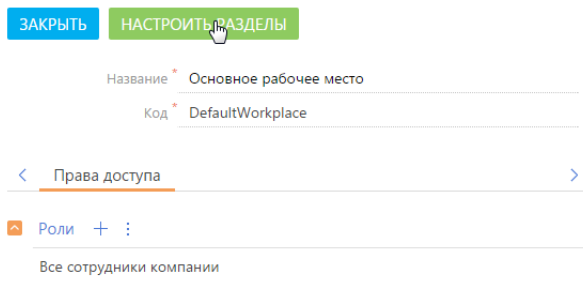 ЗАКРЫТЬ НАСТРОИТЬ РАЗДЕЛЫ
Название * Основное рабочее место
Код * DefaultWorkplace
Права доступа
Роли
Все сотрудники компании